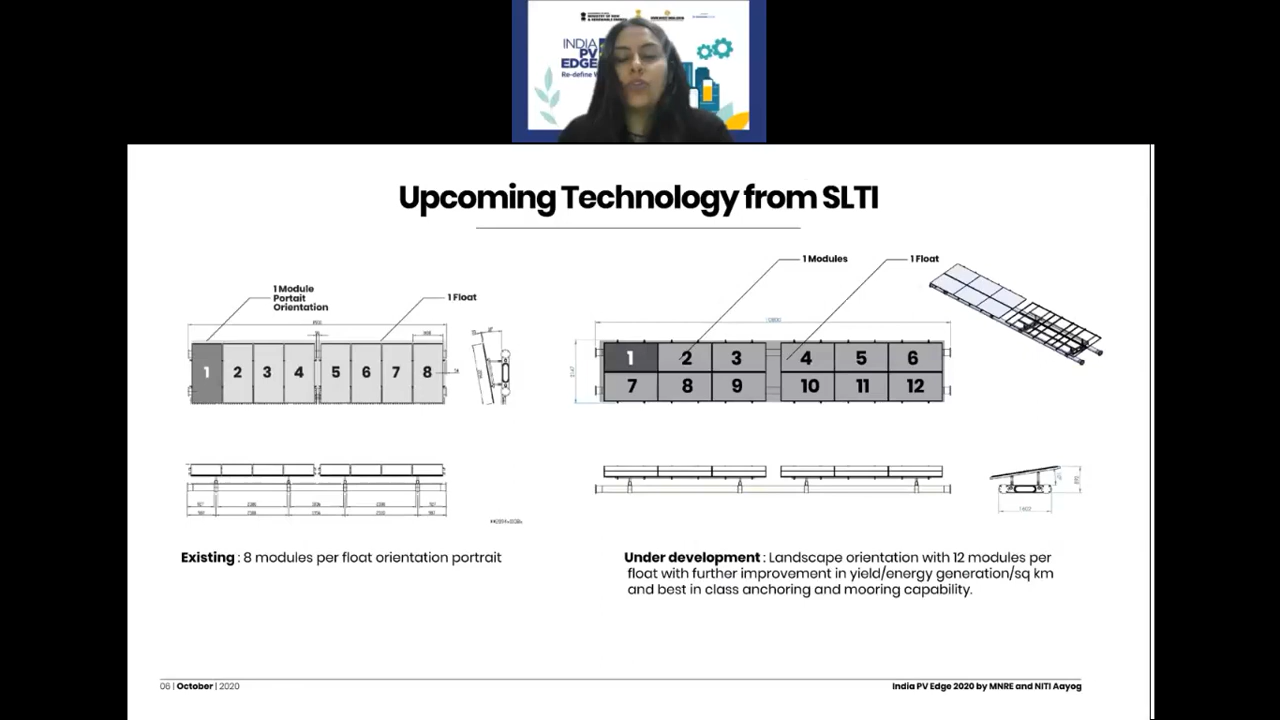 INDIA
PV
EDGE
Upcoming Technology from SLTI
1 Module
Portait
Orientation
1 Float
1 2 3 4 5 6 7 8
1 Modules
1 Float
1 2 3 4 5 6
7 8 9 10 11 12
Existing : 8 modules per float orientation portrait
Under development : Landscape orientation with 12 modules per
float with further improvement in yield/energy generation/sq km
and best in class anchoring and mooring capability.
06 | October | 2020
India PV Edge 2020 by MNRE and NITI Aayog